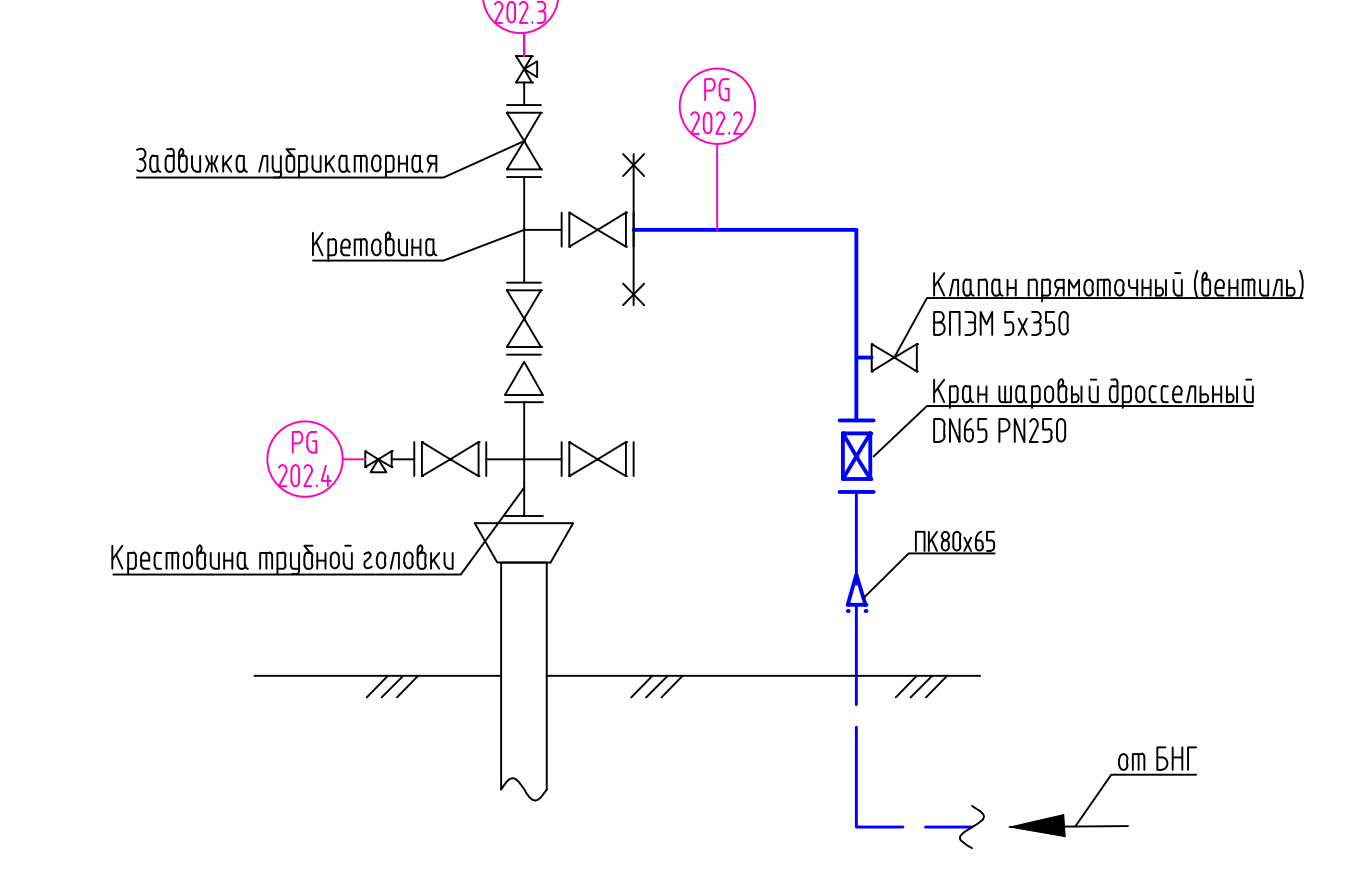 202.3
PG
202.2
Задвижка лубрикаторная
Кретовина
Клапан прямоточный (вентиль)
ВПЭМ 5х350
Кран шаровый дроссельный
DN65 PN250
PG
202.4
ПК80х65
Крестовина трубной головки
от БНГ